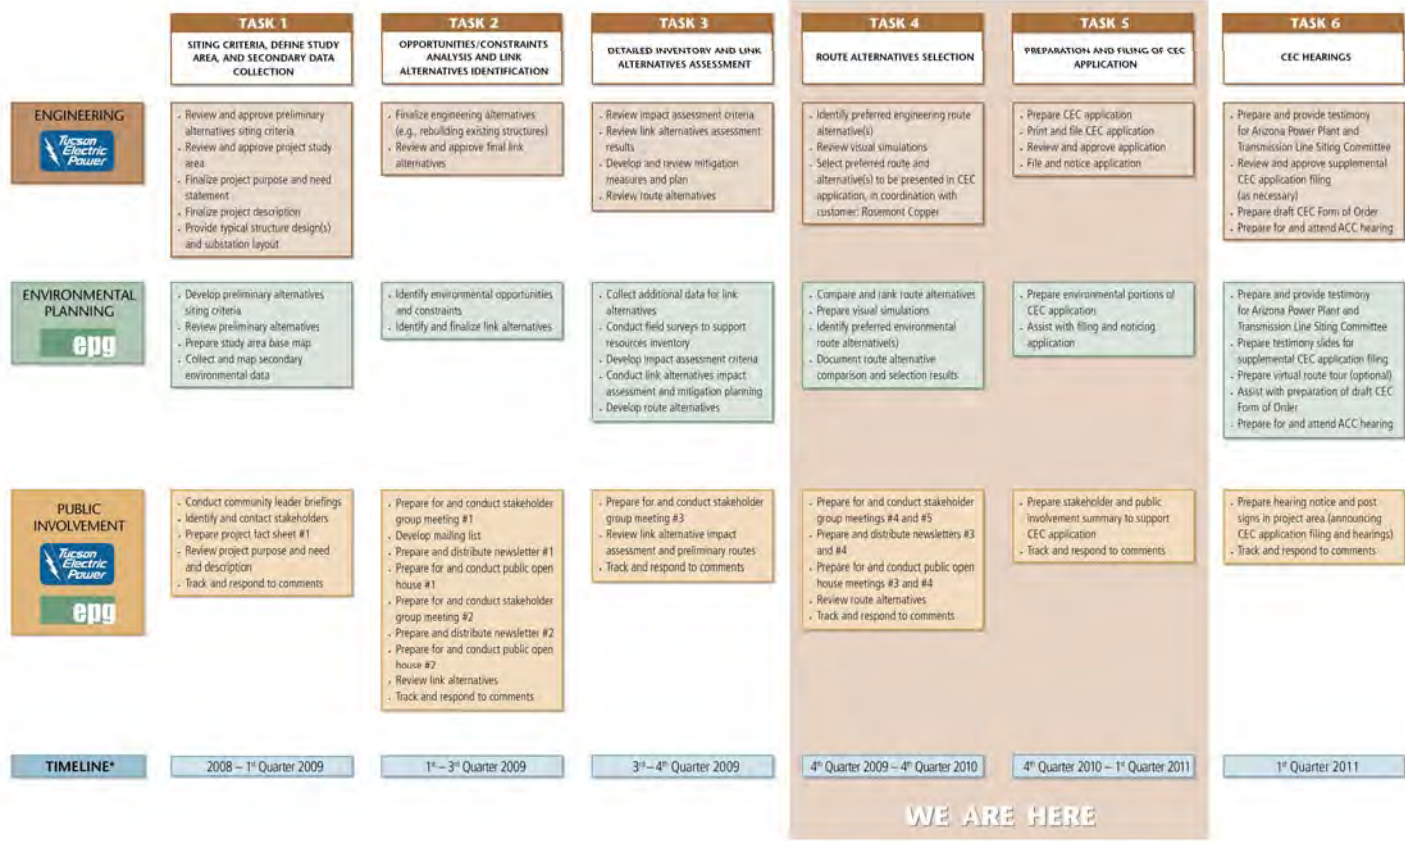 TASK 1
SITING CRITERIA, DEFINE STUDY
AREA, AND SECONDARY DATA
COLLECTION
TASK 2
OPPORTUNITIES/CONSTRAINTS
ANALYSIS AND LINK
ALTERNATIVES IDENTIFICATION
TASK 3
DETAILED INVENTORY AND LINK
ALTERNATIVES ASSESSMENT
TASK 4
ROUTE ALTERNATIVES SELECTION
TASK 5
PREPARATION AND FILING OF CEC
APPLICATION
TASK 6
CEC HEARINGS
ENGINEERING
Tucson
Electric
Power
- Review and approve preliminary
alternatives siting criteria
- Review and approve project study
area
- Finalize project purpose and need
statement
- Finalize project description
- Provide typical structure design(s)
and substation layout
- Finalize engineering alternatives
(e.g., rebuilding existing structures)
- Review and approve final link
alternatives
- Review impact assessment criteria
- Review link alternatives assessment
results
- Develop and review mitigation
measures and plan
- Review route alternatives
- Identify preferred engineering route
alternative(s)
- Review visual simulations
- Select preferred route and
alternative(s) to be presented in CEC
application, in coordination with
customer: Rosemont Copper
- Prepare CEC application
- Print and file CEC application
- Review and approve application
- File and notice application
- Prepare and provide testimony
for Arizona Power Plant and
Transmission Line Siting Committee
- Review and approve supplemental
CEC application filing
(as necessary)
- Prepare draft CEC Form of Order
- Prepare for and attend ACC hearing
ENVIRONMENTAL
PLANNING
epg
- Develop preliminary alternatives
siting criteria
- Review preliminary alternatives
- Prepare study area base map
- Collect and map secondary
environmental data
- Identify environmental opportunities
and constraints
- Identify and finalize link alternatives
- Collect additional data for link
alternatives
- Conduct field surveys to support
resources inventory
- Develop impact assessment criteria
- Conduct link alternatives impact
assessment and mitigation planning
- Develop route alternatives
- Compare and rank route alternatives
- Prepare visual simulations
- Identify preferred environmental
route alternative(s)
- Document route alternative
comparison and selection results
- Prepare environmental portions of
CEC application
- Assist with filing and noticing
application
- Prepare and provide testimony
for Arizona Power Plant and
Transmission Line Siting Committee
- Prepare testimony slides for
supplemental CEC application filing
- Prepare virtual route tour (optional)
- Assist with preparation of draft CEC
Form of Order
- Prepare for and attend ACC hearing
PUBLIC
INVOLVEMENT
Tucson
Electric
Power
epg
- Conduct community leader briefings
- Identify and contact stakeholders
- Prepare project fact sheet #1
- Review project purpose and need
and description
- Track and respond to comments
- Prepare for and conduct stakeholder
group meeting #1
- Develop mailing list
- Prepare and distribute newsletter #1
- Prepare for and conduct public open
house #1
- Prepare for and conduct stakeholder
group meeting #2
- Prepare and distribute newsletter #2
- Prepare for and conduct public open
house #2
- Review link alternatives
- Track and respond to comments
- Prepare for and conduct stakeholder
group meeting #3
- Review link alternative impact
assessment and preliminary routes
- Track and respond to comments
- Prepare for and conduct stakeholder
group meetings #4 and #5
- Prepare and distribute newsletters #3
and #4
- Prepare for and conduct public open
house meetings #3 and #4
- Review route alternatives
- Track and respond to comments
- Prepare stakeholder and public
involvement summary to support
CEC application
- Track and respond to comments
- Prepare hearing notice and post
signs in project area (announcing
CEC application filing and hearings)
- Track and respond to comments
TIMELINE*
2008 – 1st Quarter 2009
1st – 3rd Quarter 2009
3rd – 4th Quarter 2009
4th Quarter 2009 – 4th Quarter 2010
4th Quarter 2010 – 1st Quarter 2011
1st Quarter 2011
WE ARE HERE